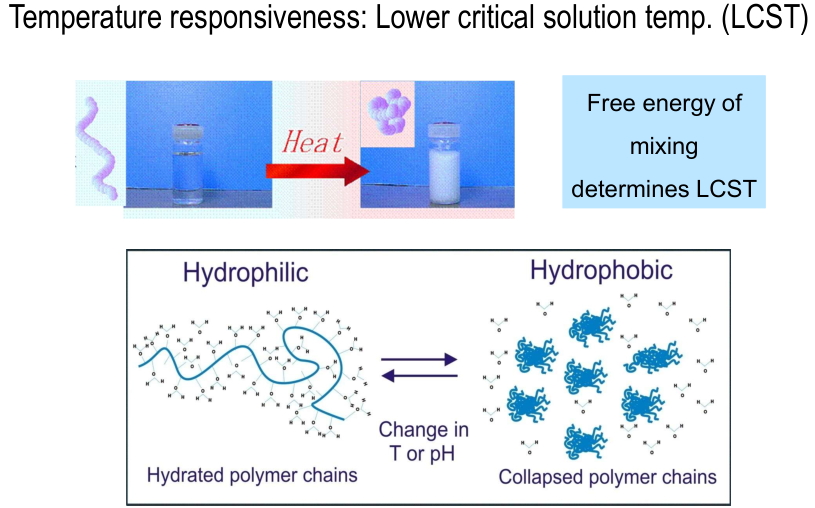 Temperature responsiveness: Lower critical solution temp. (LCST)
Heat
Free energy of
mixing
determines LCST
Hydrophilic
Hydrophobic
Change in
T or pH
Hydrated polymer chains
Collapsed polymer chains